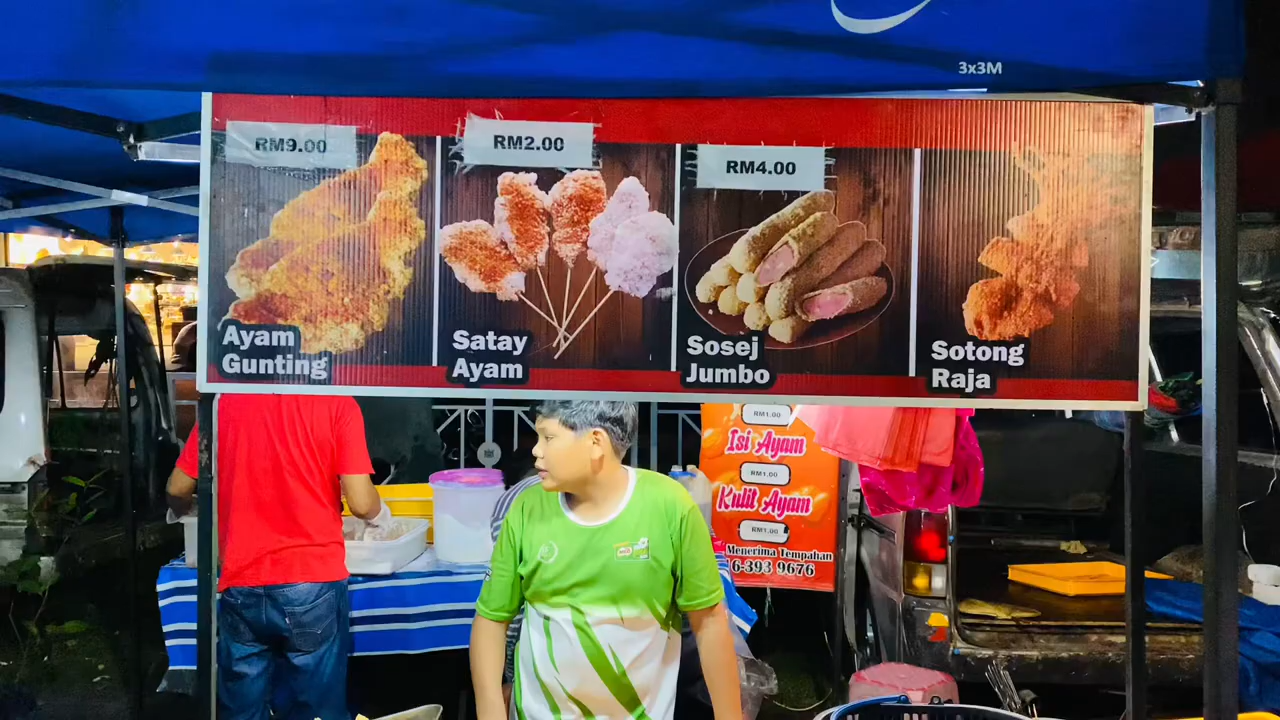 3x3M
RM9.00
RM2.00
RM4.00
Ayam
Gunting
Satay
Ayam
Sosej
Jumbo
Sotong
Raja
RM1.00
Isi Ayam
RM1.00
Kulit Ayam
RM1.00
Menerima Tempahan
6-393 9676